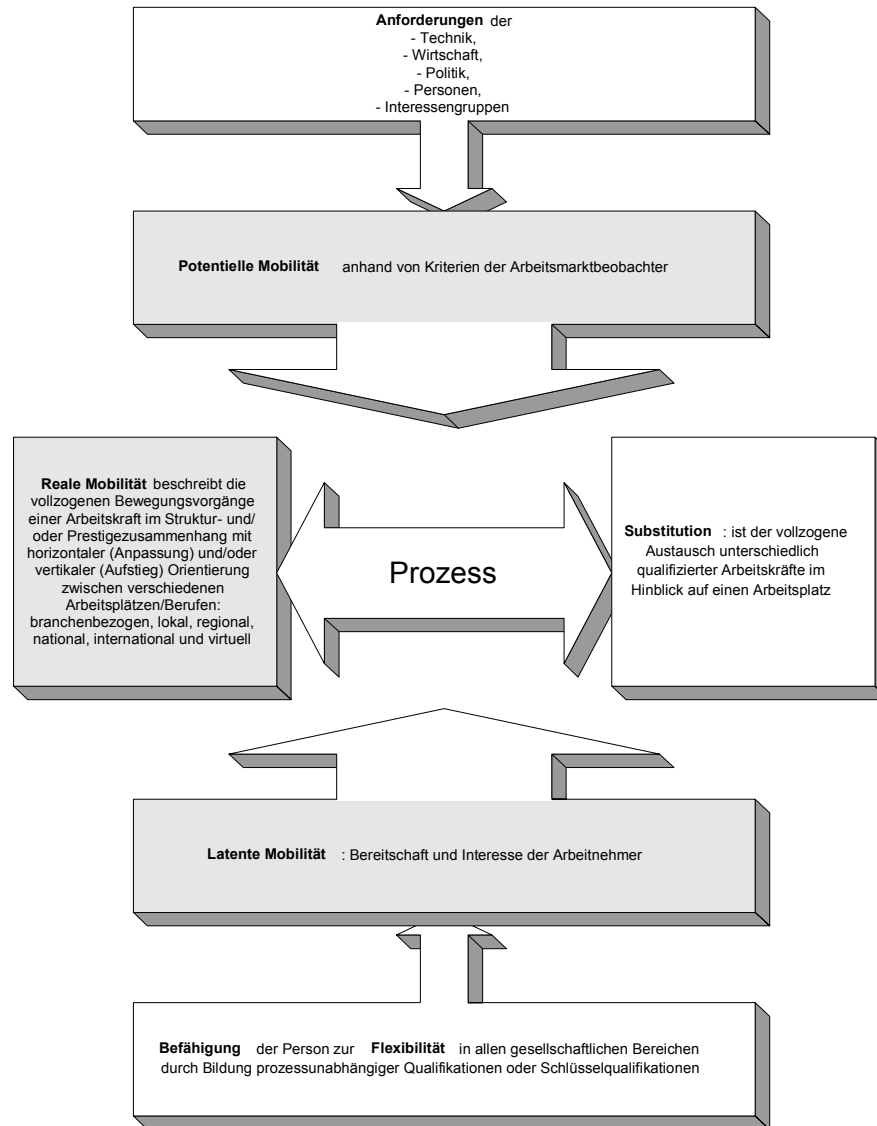 Anforderungen der
- Technik,
- Wirtschaft,
- Politik,
- Personen,
- Interessengruppen
Potentielle Mobilität anhand von Kriterien der Arbeitsmarktbeobachter
Reale Mobilität beschreibt die
vollzogenen Bewegungsvorgänge
einer Arbeitskraft im Struktur- und/
oder Prestigezusammenhang mit
horizontaler (Anpassung) und/oder
vertikaler (Aufstieg) Orientierung
zwischen verschiedenen
Arbeitsplätzen/Berufen:
branchenbezogen, lokal, regional,
national, international und virtuell
Prozess
Substitution : ist der vollzogene
Austausch unterschiedlich
qualifizierter Arbeitskräfte im
Hinblick auf einen Arbeitsplatz
Latente Mobilität : Bereitschaft und Interesse der Arbeitnehmer
Befähigung der Person zur Flexibilität in allen gesellschaftlichen Bereichen
durch Bildung prozessunabhängiger Qualifikationen oder Schlüsselqualifikationen